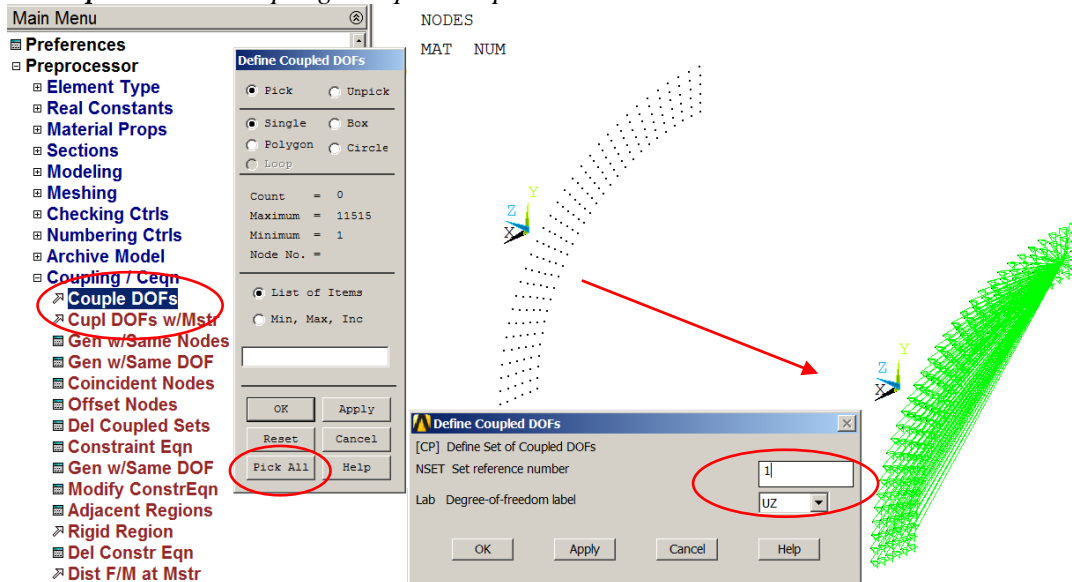 Main Menu
Preferences
Preprocessor
Element Type
Real Constants
Material Props
Sections
Modeling
Meshing
Checking Ctrls
Numbering Ctrls
Archive Model
Coupling / Ceqn
Couple DOFs
Cupl DOFs w/Mstr
Gen w/Same Nodes
Gen w/Same DOF
Coincident Nodes
Offset Nodes
Del Coupled Sets
Constraint Eqn
Gen w/Same DOF
Modify ConstrEqn
Adjacent Regions
Rigid Region
Del Constr Eqn
Dist F/M at Mstr
Define Coupled DOFs
Pick Unpick
Single Box
Polygon Circle
Loop
Count = 0
Maximum = 11515
Minimum = 1
Node No. =
List of Items
Min, Max, Inc
OK Apply
Reset Cancel
Pick All Help
NODES
MAT NUM
Y
Z
X
Y
Z
X
Define Coupled DOFs
[CP] Define Set of Coupled DOFs
NSET Set reference number 1
Lab Degree-of-freedom label UZ
OK Apply Cancel Help